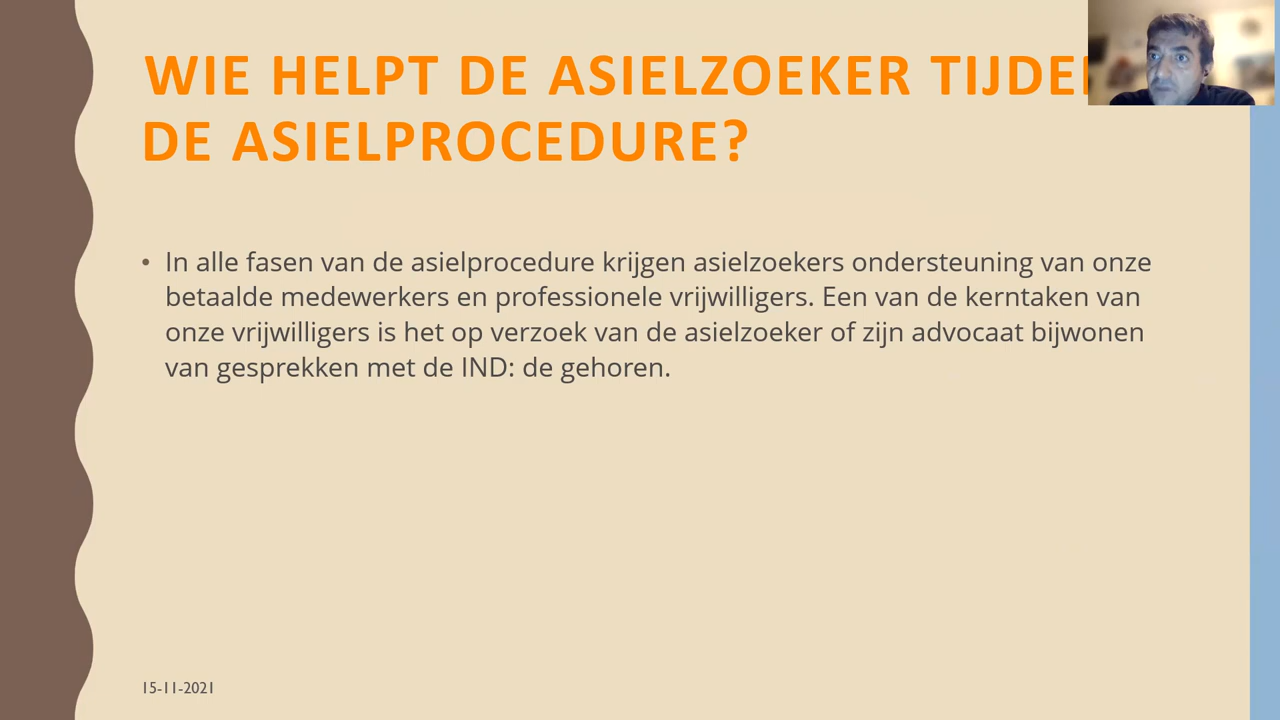 WIE HELPT DE ASIELZOEKER
DE ASIELPROCEDURE?
• In alle fasen van de asielprocedure krijgen asielzoekers ondersteuning van onze
betaalde medewerkers en professionele vrijwilligers. Een van de kerntaken van
onze vrijwilligers is het op verzoek van de asielzoeker of zijn advocaat bijwonen
van gesprekken met de IND: de gehoren.
15-11-2021